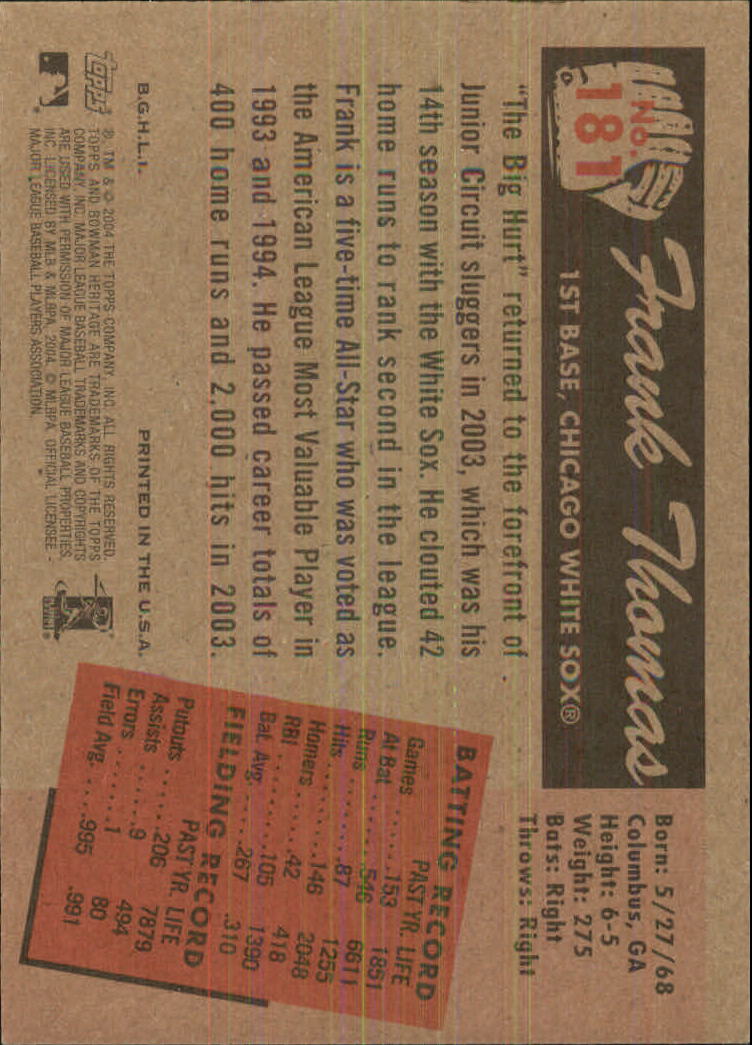 No.
181
Frank Thomas
1ST BASE, CHICAGO WHITE SOX®
Born: 5/27/68
Columbus, GA
Height: 6-5
Weight: 275
Bats: Right
Throws: Right
"The Big Hurt" returned to the forefront of
Junior Circuit sluggers in 2003, which was his
14th season with the White Sox. He clouted 42
home runs to rank second in the league.
Frank is a five-time All-Star who was voted as
the American League Most Valuable Player in
1993 and 1994. He passed career totals of
400 home runs and 2,000 hits in 2003.
BATTING RECORD
PAST YR. LIFE
Games ......153 1851
At Bat ........546 6611
Runs ..........87 1255
Hits ..........146 2048
Homers ........42 418
RBI ..........105 1390
Bat. Avg. .....267 .310
FIELDING RECORD
PAST YR. LIFE
Putouts ......206 7879
Assists ........9 494
Errors .........1 80
Field Avg. ....995 .991
B.G.H.L.I. PRINTED IN THE U.S.A.
Topps
® TM & © 2004 THE TOPPS COMPANY, INC. ALL RIGHTS RESERVED.
TOPPS AND BOWMAN HERITAGE ARE TRADEMARKS OF THE TOPPS
COMPANY, INC. MAJOR LEAGUE BASEBALL TRADEMARKS AND COPYRIGHTS
ARE USED WITH PERMISSION OF MAJOR LEAGUE BASEBALL PROPERTIES,
INC. LICENSED BY MLB & MLBPA, 2004. © MLBPA. OFFICIAL LICENSEE -
MAJOR LEAGUE BASEBALL PLAYERS ASSOCIATION.